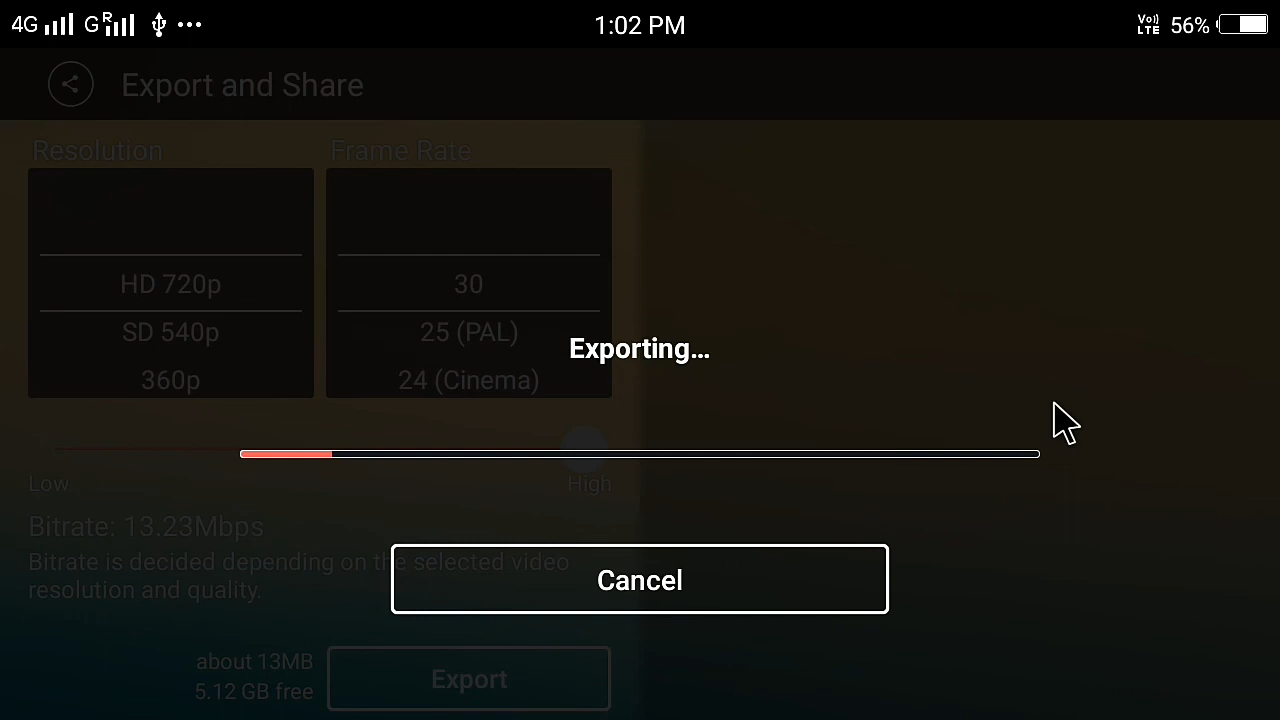 4G G R ••• 1:02 PM Vo)) LTE 56%
Export and Share
Resolution Frame Rate
HD 720p 30
SD 540p 25 (PAL)
360p 24 (Cinema)
Exporting...
Low High
Bitrate: 13.23Mbps
Bitrate is decided depending on the selected video
resolution and quality.
Cancel
about 13MB
5.12 GB free
Export